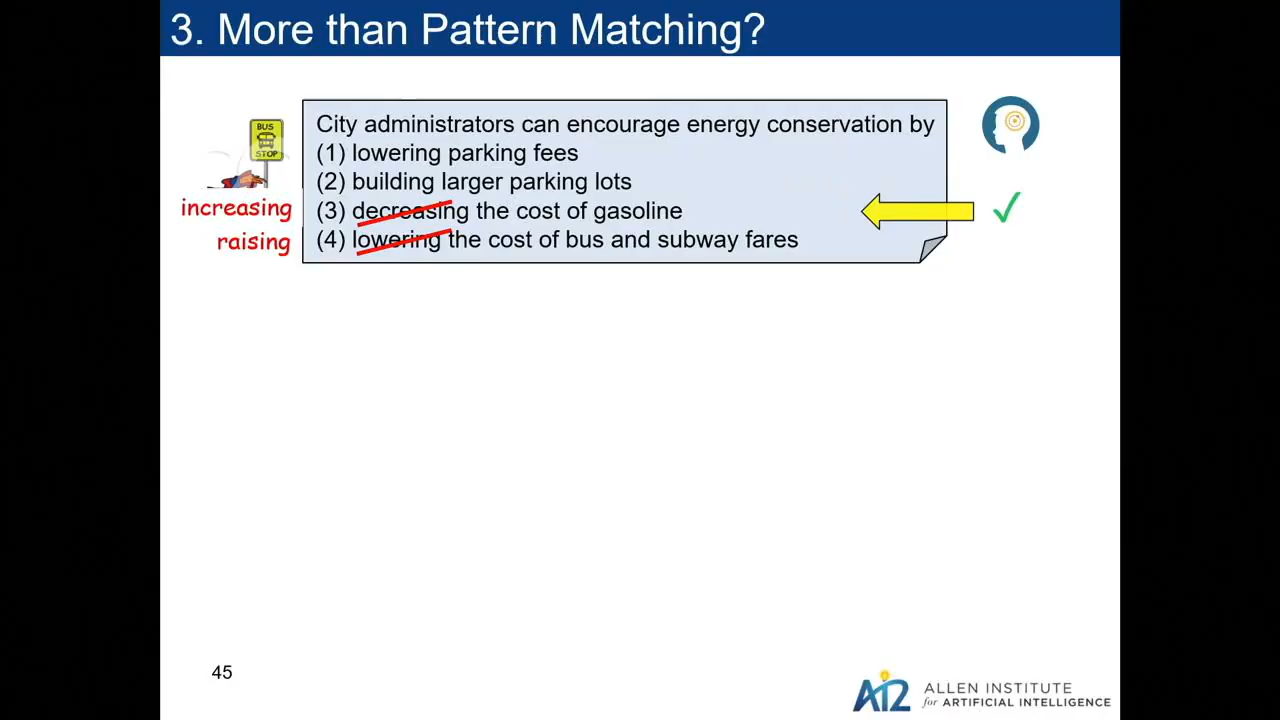 3. More than Pattern Matching?
BUS
STOP
City administrators can encourage energy conservation by
(1) lowering parking fees
(2) building larger parking lots
increasing (3) decreasing the cost of gasoline
raising (4) lowering the cost of bus and subway fares
45
AI2
ALLEN INSTITUTE
for ARTIFICIAL INTELLIGENCE